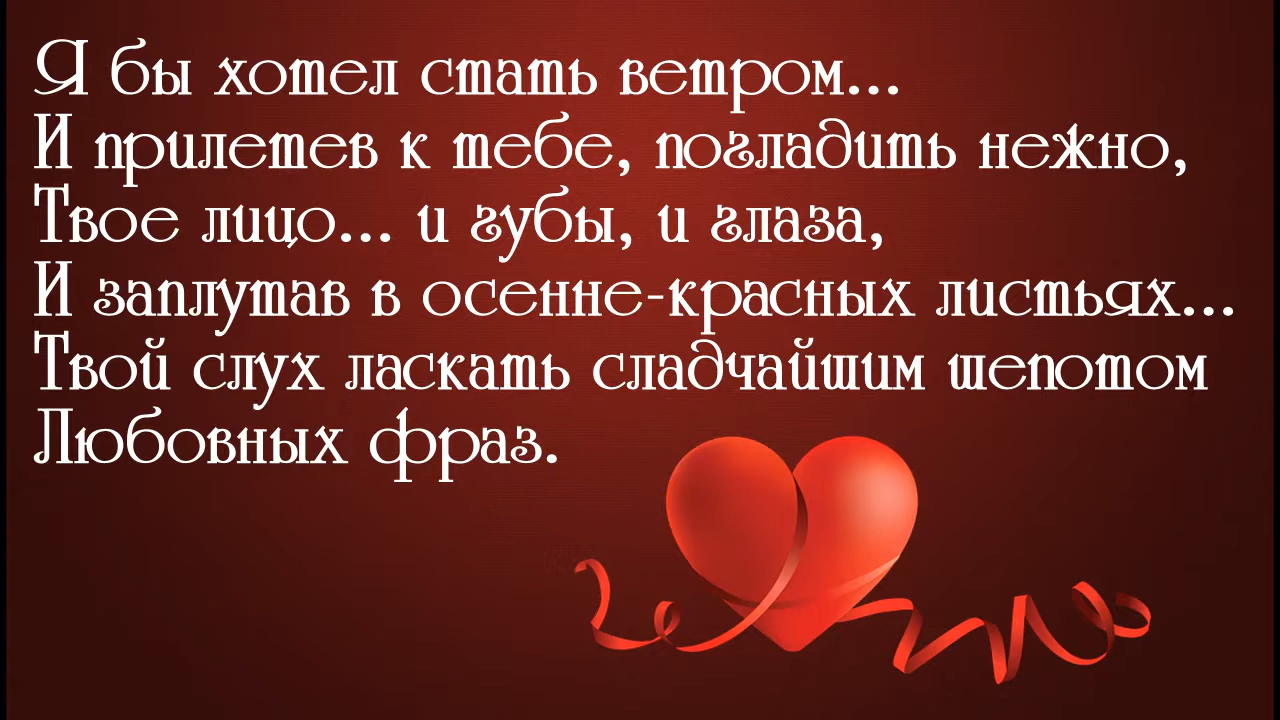 Я бы хотел стать ветром...
И прилетев к тебе, погладить нежно,
Твое лицо... и губы, и глаза,
И заплутав в осенне-красных листьях...
Твой слух ласкать сладчайшим шепотом
Любовных фраз.